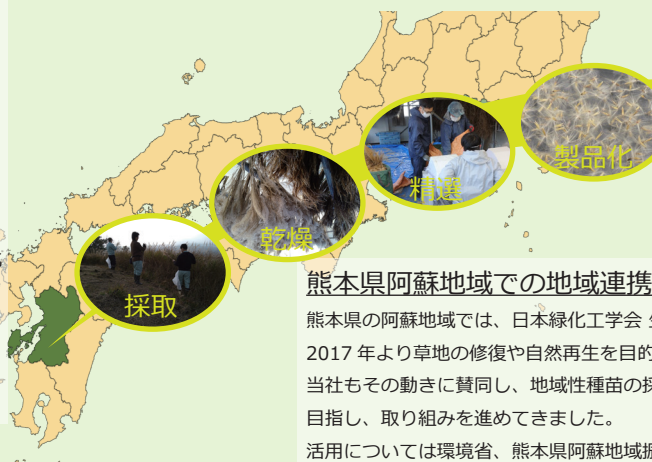 製品化
精選
乾燥
採取
熊本県阿蘇地域での地域連携
熊本県の阿蘇地域では、日本緑化工学会
2017 年より草地の修復や自然再生を目的
当社もその動きに賛同し、地域性種苗の採
目指し、取り組みを進めてきました。
活用については環境省、熊本県阿蘇地域振